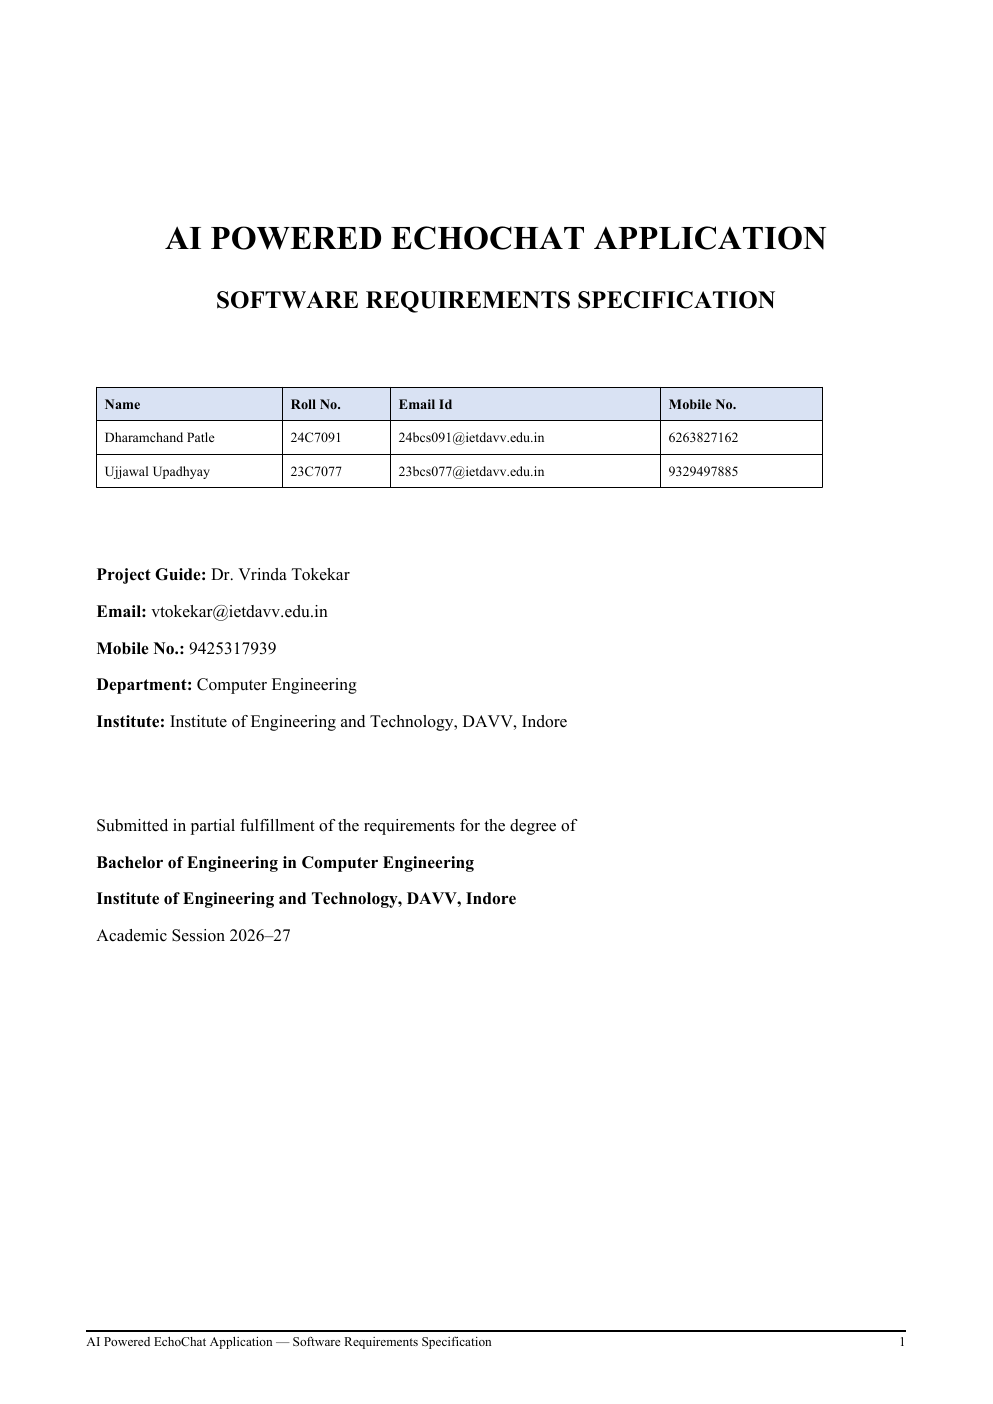 AI POWERED ECHOCHAT APPLICATION
SOFTWARE REQUIREMENTS SPECIFICATION
Name Roll No. Email Id Mobile No.
Dharamchand Patle 24C7091 24bcs091@ietdavv.edu.in 6263827162
Ujjawal Upadhyay 23C7077 23bcs077@ietdavv.edu.in 9329497885
Project Guide: Dr. Vrinda Tokekar
Email: vtokekar@ietdavv.edu.in
Mobile No.: 9425317939
Department: Computer Engineering
Institute: Institute of Engineering and Technology, DAVV, Indore
Submitted in partial fulfillment of the requirements for the degree of
Bachelor of Engineering in Computer Engineering
Institute of Engineering and Technology, DAVV, Indore
Academic Session 2026–27
AI Powered EchoChat Application — Software Requirements Specification 1